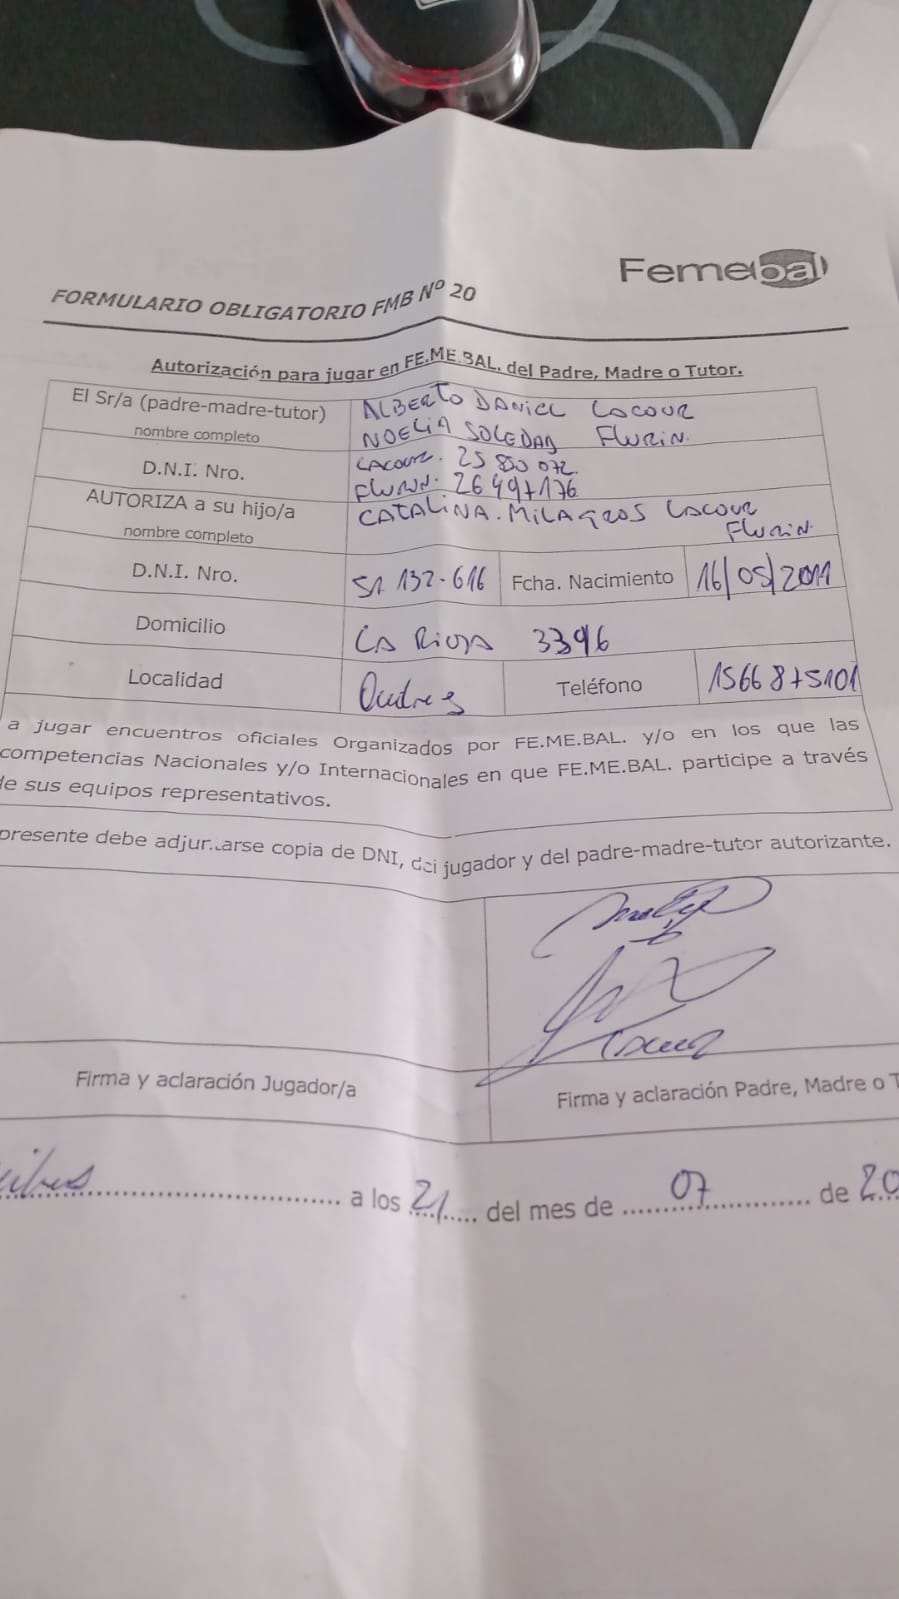 Femebal
FORMULARIO OBLIGATORIO FMB Nº 20
Autorización para jugar en FE.ME.BAL. del Padre, Madre o Tutor.
El Sr/a (padre-madre-tutor) ALBERTO DANIEL LACOUR
nombre completo NOELIA SOLEDAD FLURIN.
D.N.I. Nro. LACOUR. 25 850 072
FLURIN. 26497176
AUTORIZA a su hijo/a CATALINA. MILAGROS LACOUR
nombre completo FLURIN.
D.N.I. Nro. 51.132.616 Fcha. Nacimiento 16/05/2011
Domicilio LA RIOJA 3396
Localidad Teléfono 1566875101
a jugar encuentros oficiales Organizados por FE.ME.BAL. y/o en los que las
competencias Nacionales y/o Internacionales en que FE.ME.BAL. participe a través
de sus equipos representativos.
presente debe adjuntarse copia de DNI, del jugador y del padre-madre-tutor autorizante.
Lacour
Firma y aclaración Jugador/a Firma y aclaración Padre, Madre o T
a los 21 del mes de 07 de 20